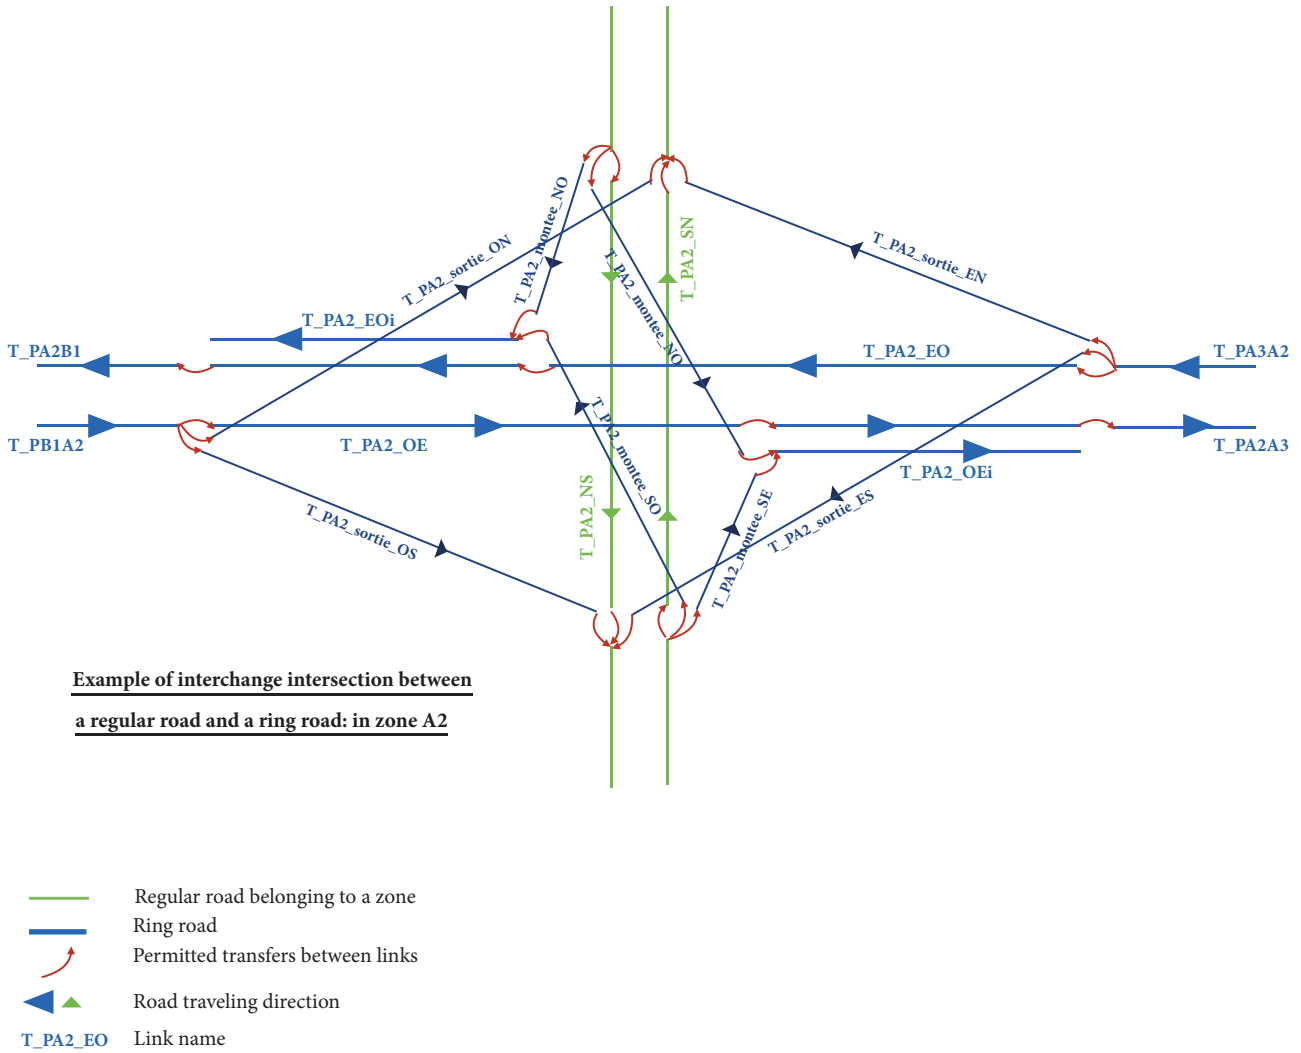 T_PA2_montee_NO
T_PA2_sortie_ON
T_PA2_SN
T_PA2_sortie_EN
T_PA2_montee_NO
T_PA2_EOi
T_PA2B1
T_PA2_EO
T_PA3A2
T_PB1A2
T_PA2_OE
T_PA2_montee_SO
T_PA2A3
T_PA2_OEi
T_PA2_NS
T_PA2_sortie_OS
T_PA2_montee_SE
T_PA2_sortie_ES
Example of interchange intersection between
a regular road and a ring road: in zone A2
Regular road belonging to a zone
Ring road
Permitted transfers between links
Road traveling direction
T_PA2_EO Link name